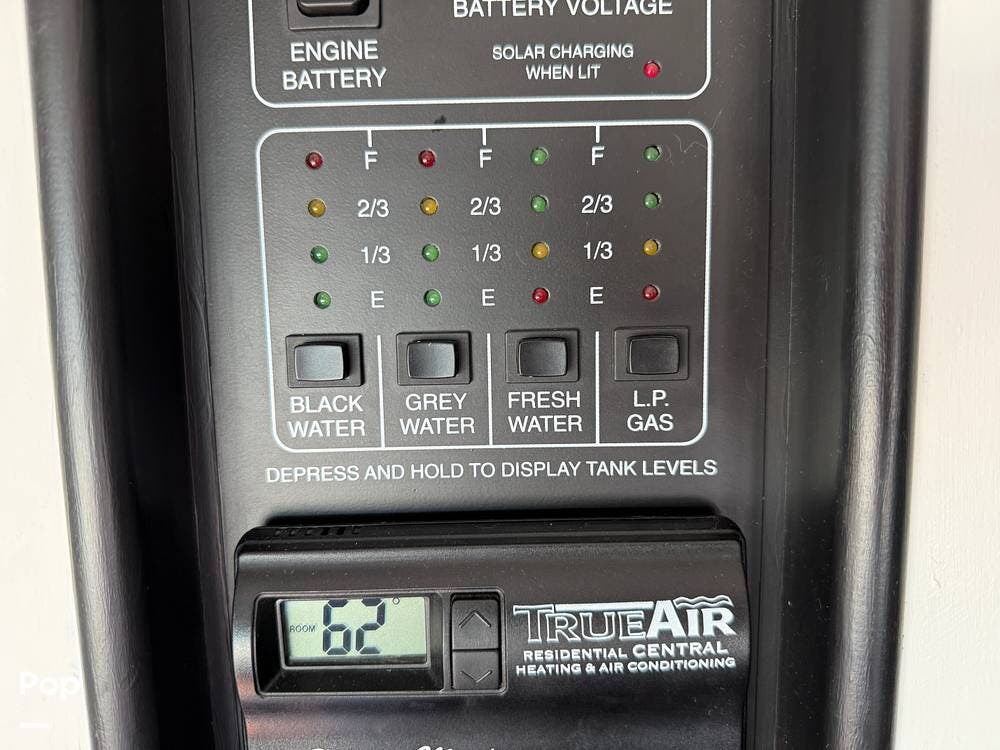 BATTERY VOLTAGE
ENGINE
BATTERY
SOLAR CHARGING
WHEN LIT
F F F
2/3 2/3 2/3
1/3 1/3 1/3
E E E
BLACK
WATER
GREY
WATER
FRESH
WATER
L.P.
GAS
DEPRESS AND HOLD TO DISPLAY TANK LEVELS
ROOM 62°
TRUEAIR
RESIDENTIAL CENTRAL
HEATING & AIR CONDITIONING
Pop